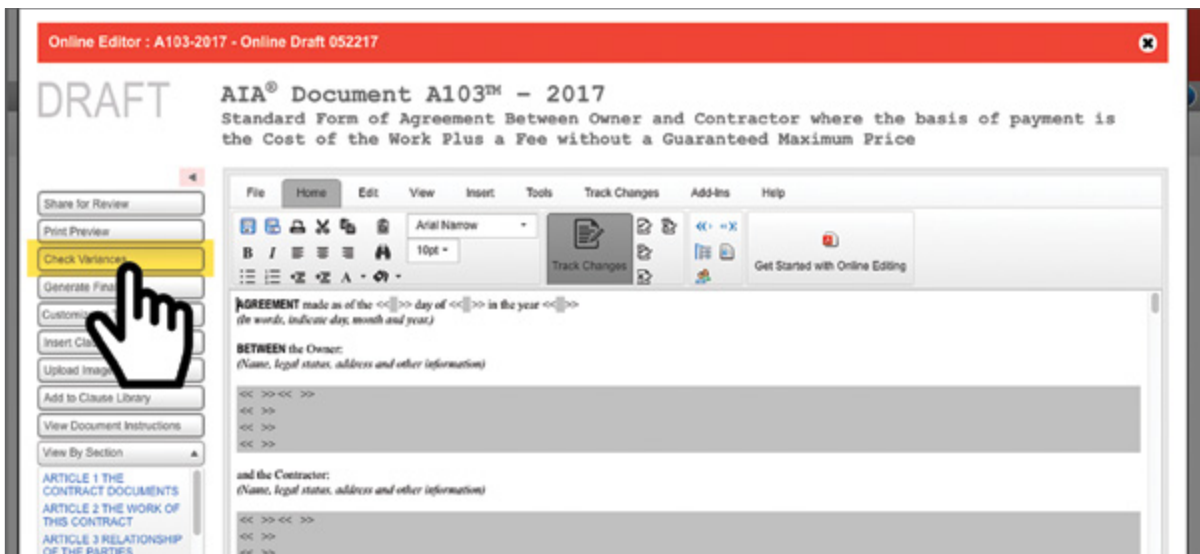 Online Editor : A103-2017 - Online Draft 052217
DRAFT
AIA® Document A103™ – 2017
Standard Form of Agreement Between Owner and Contractor where the basis of payment is
the Cost of the Work Plus a Fee without a Guaranteed Maximum Price
Share for Review
Print Preview
Check Variances
Generate
Insert
Upload
Add to Clause Library
View Document Instructions
View By Section
ARTICLE 1 THE
CONTRACT DOCUMENTS
ARTICLE 2 THE WORK OF
THIS CONTRACT
ARTICLE 3 RELATIONSHIP
OF THE PARTIES
File Home Edit View Insert Tools Track Changes Add-Ins Help
Arial Narrow
B I 10pt
A
Track Changes
Get Started with Online Editing
AGREEMENT made as of the << >> day of << >> in the year << >>
(In words, indicate day, month and year.)
BETWEEN the Owner:
(Name, legal status, address and other information)
<< >><< >>
<< >>
<< >>
<< >>
and the Contractor:
(Name, legal status, address and other information)
<< >><< >>
<< >>
<< >>